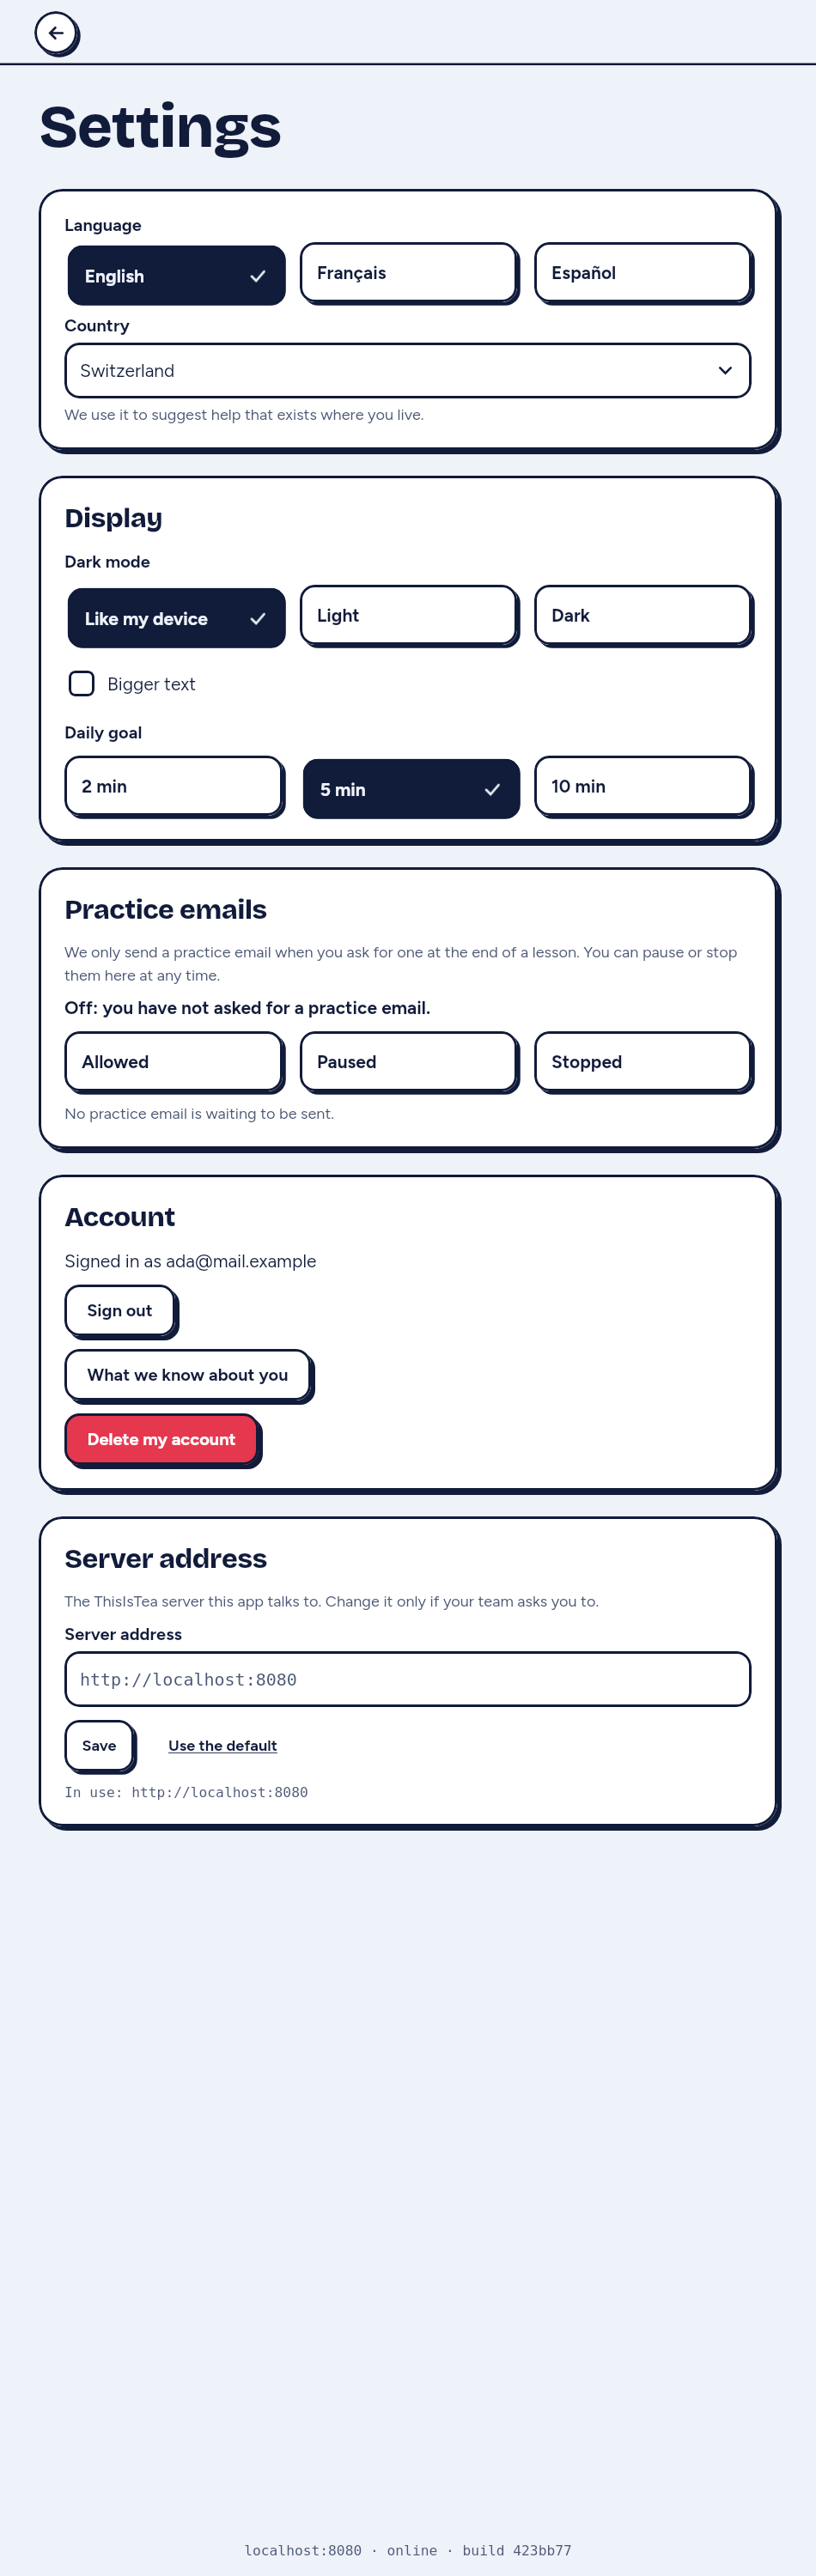 Settings
Language
English
Français
Español
Country
Switzerland
We use it to suggest help that exists where you live.
Display
Dark mode
Like my device
Light
Dark
Bigger text
Daily goal
2 min
5 min
10 min
Practice emails
We only send a practice email when you ask for one at the end of a lesson. You can pause or stop
them here at any time.
Off: you have not asked for a practice email.
Allowed
Paused
Stopped
No practice email is waiting to be sent.
Account
Signed in as ada@mail.example
Sign out
What we know about you
Delete my account
Server address
The ThisIsTea server this app talks to. Change it only if your team asks you to.
Server address
http://localhost:8080
Save
Use the default
In use: http://localhost:8080
localhost:8080 · online · build 423bb77